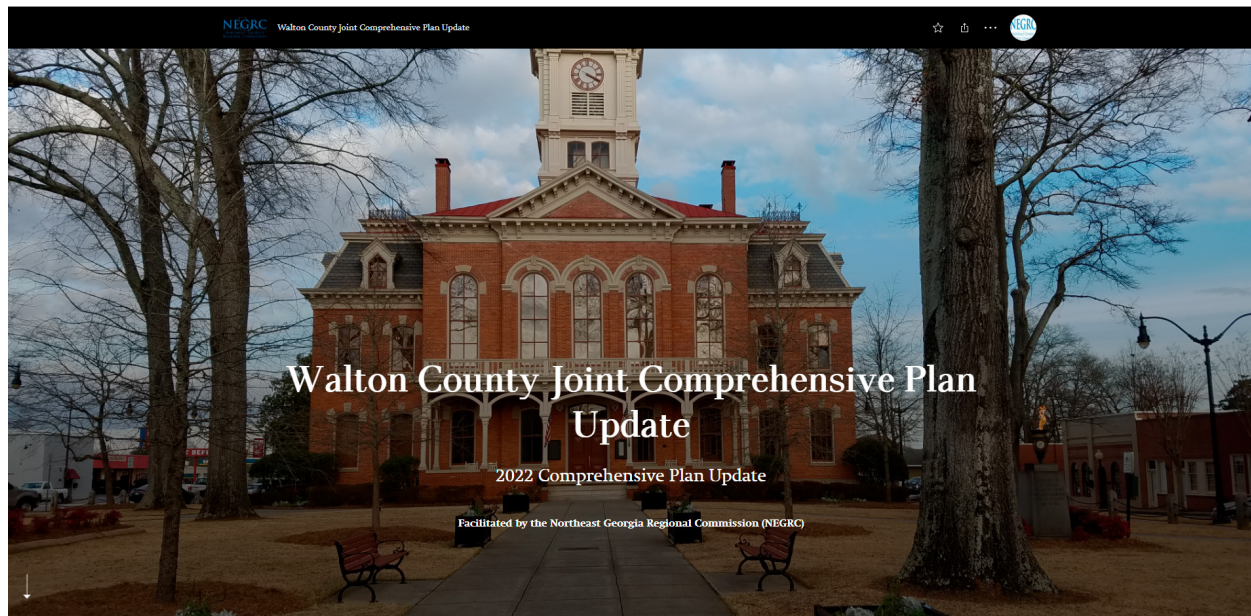 NEGRC
Walton County Joint Comprehensive Plan Update
NEGRC
Walton County Joint Comprehensive Plan
Update
2022 Comprehensive Plan Update
Facilitated by the Northeast Georgia Regional Commission (NEGRC)